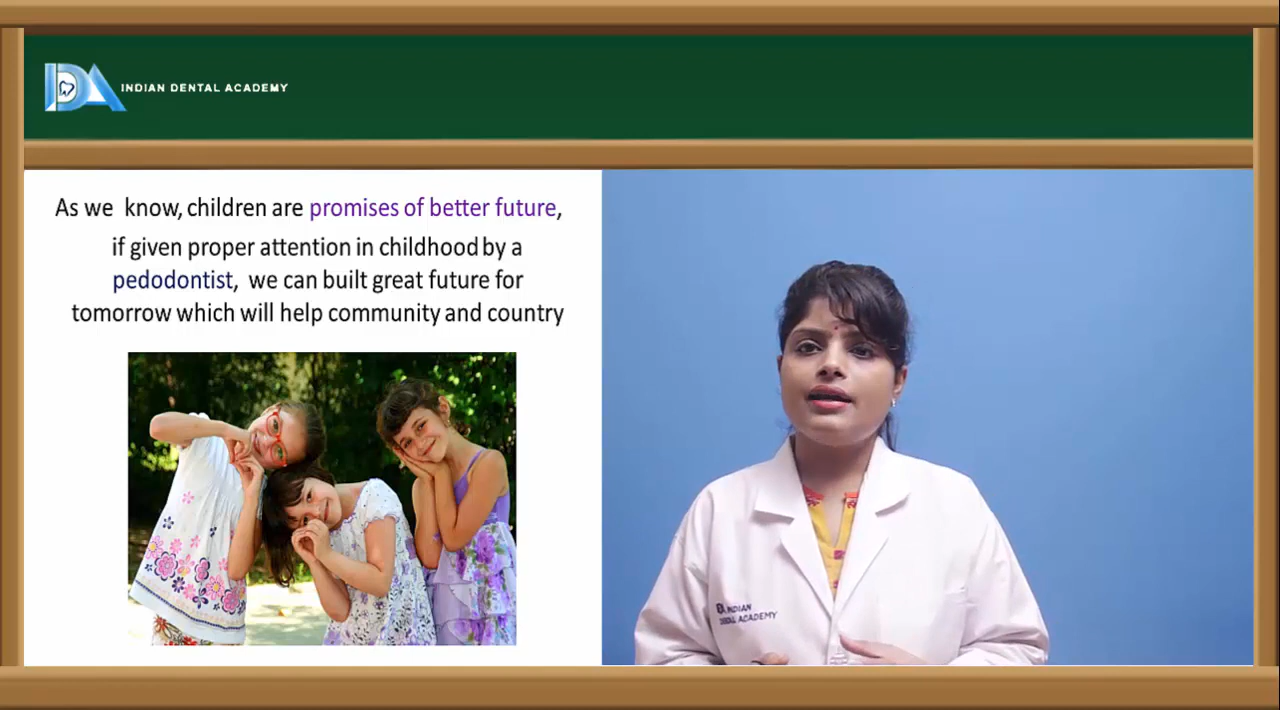 INDIAN DENTAL ACADEMY
As we know, children are promises of better future,
if given proper attention in childhood by a
pedodontist, we can built great future for
tomorrow which will help community and country
INDIAN
DENTAL ACADEMY